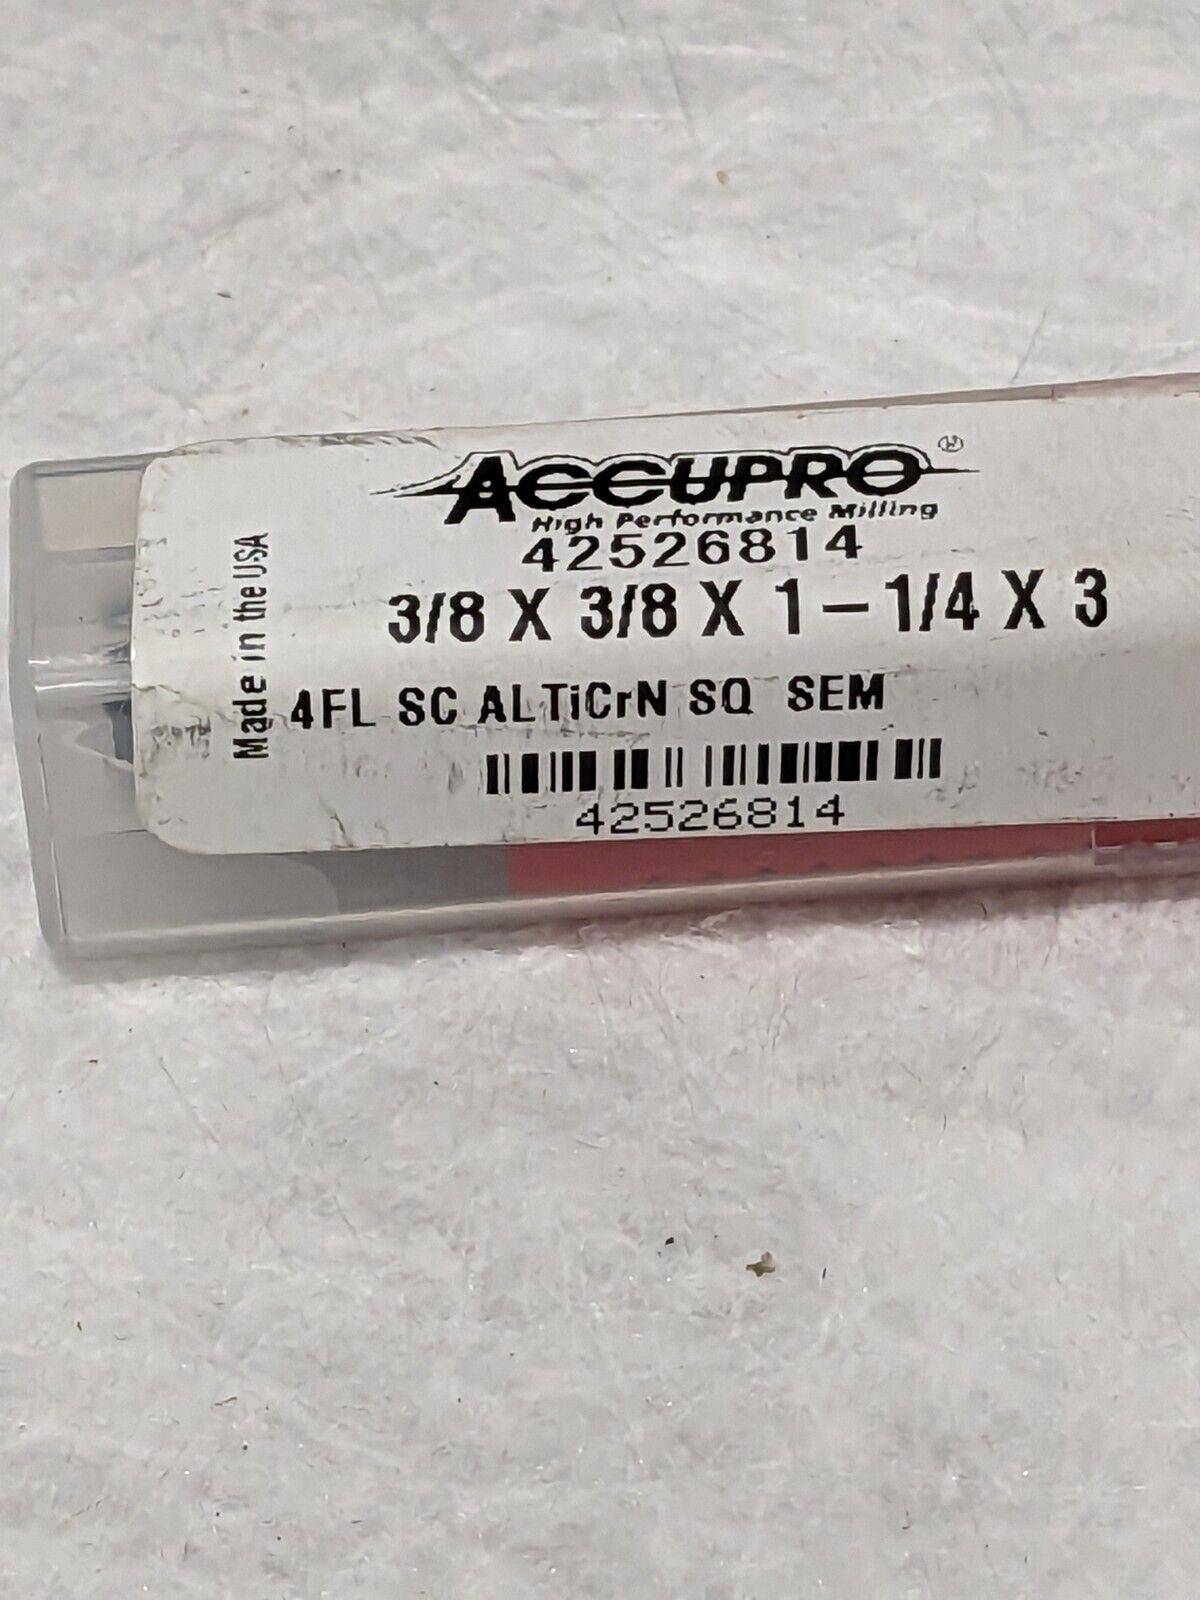 ACCUPRO®
High Performance Milling
42526814
3/8 X 3/8 X 1-1/4 X 3
4FL SC ALTiCrN SQ SEM
42526814
Made in the USA